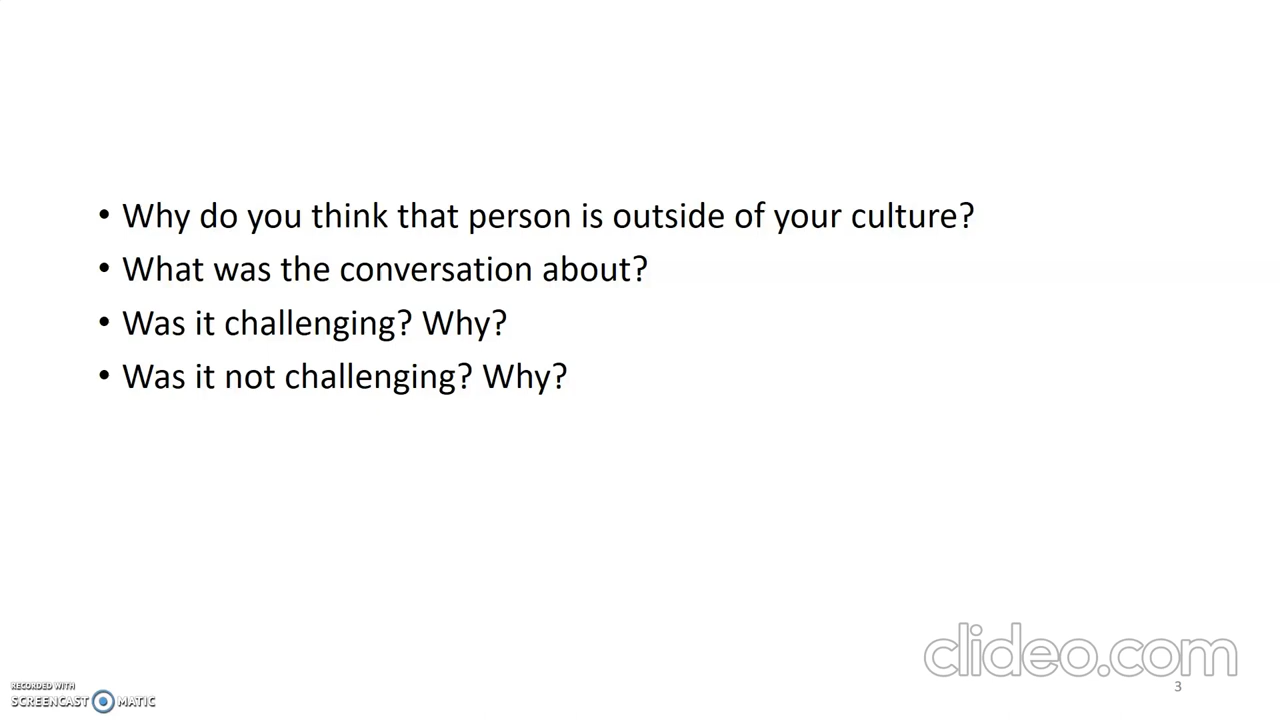 • Why do you think that person is outside of your culture?
• What was the conversation about?
• Was it challenging? Why?
• Was it not challenging? Why?
clideo.com
3
RECORDED WITH
SCREENCAST MATIC